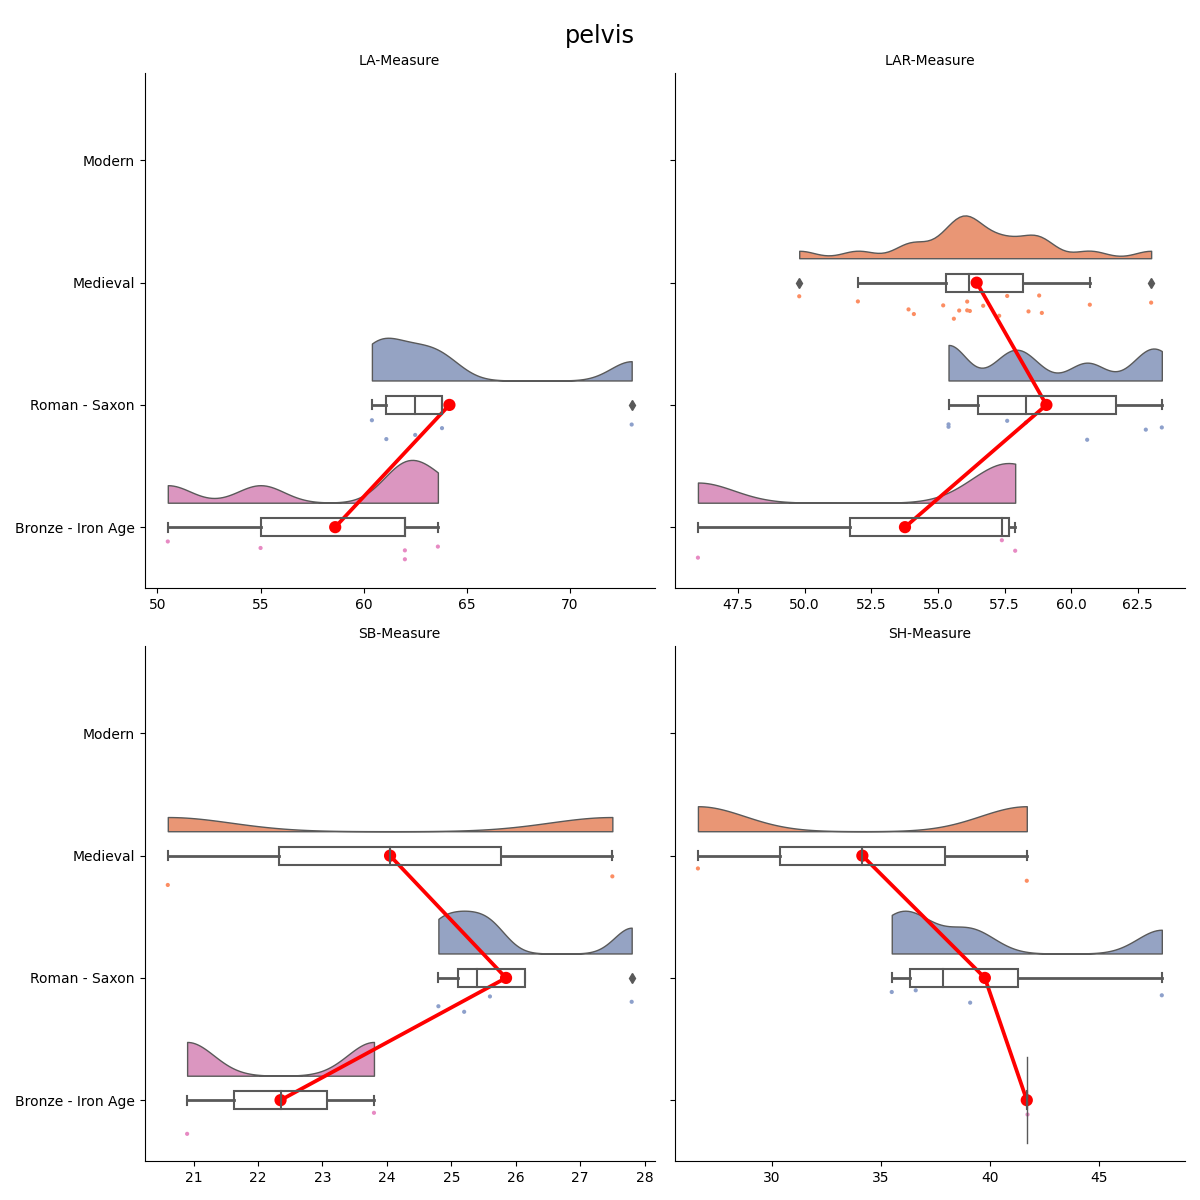 pelvis
LA-Measure
LAR-Measure
Modern
Medieval
Roman - Saxon
Bronze - Iron Age
50 55 60 65 70
47.5 50.0 52.5 55.0 57.5 60.0 62.5
SB-Measure
SH-Measure
Modern
Medieval
Roman - Saxon
Bronze - Iron Age
21 22 23 24 25 26 27 28
30 35 40 45